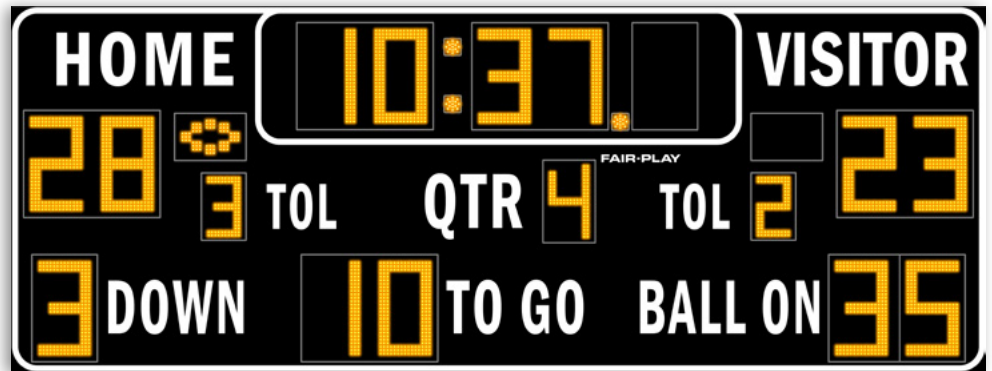 HOME 10:37. VISITOR
28 23
FAIR-PLAY
3 TOL QTR 4 TOL 2
3 DOWN 10 TO GO BALL ON 35